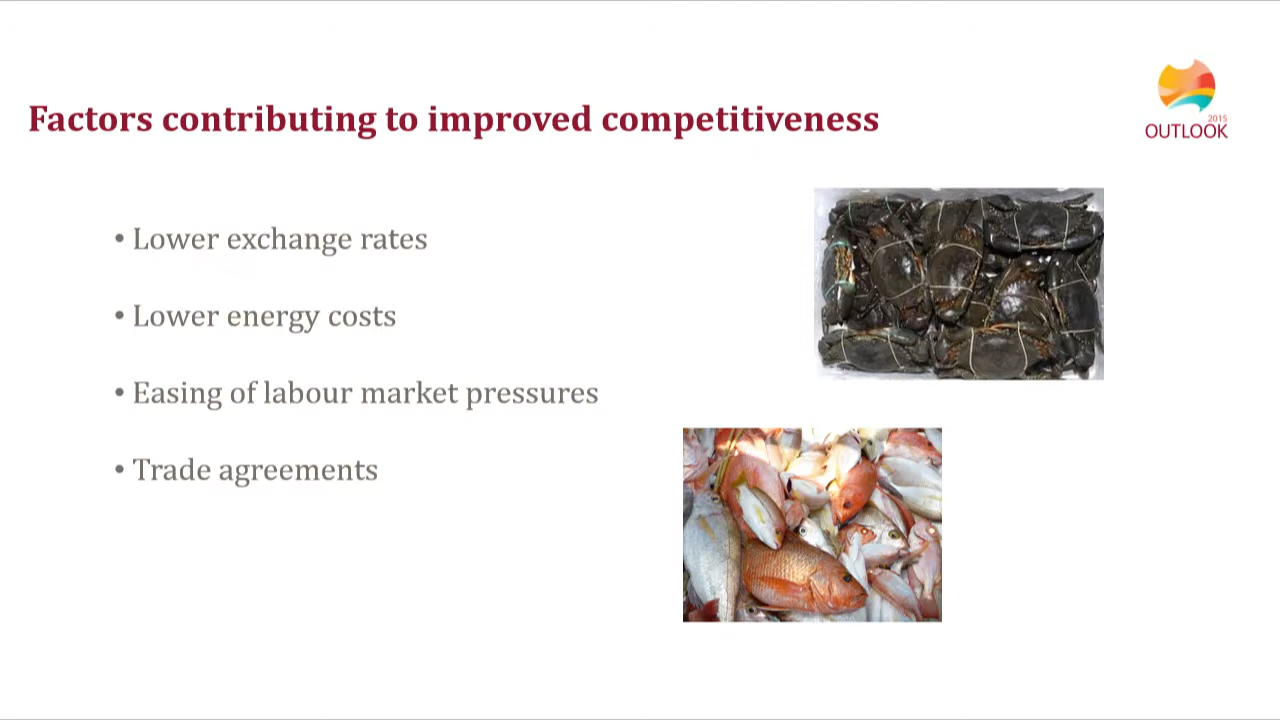 Factors contributing to improved competitiveness
2015
OUTLOOK
• Lower exchange rates
• Lower energy costs
• Easing of labour market pressures
• Trade agreements